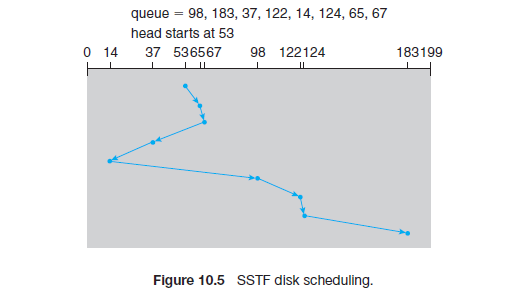 queue = 98, 183, 37, 122, 14, 124, 65, 67
head starts at 53
0 14 37 536567 98 122124 183199
Figure 10.5 SSTF disk scheduling.